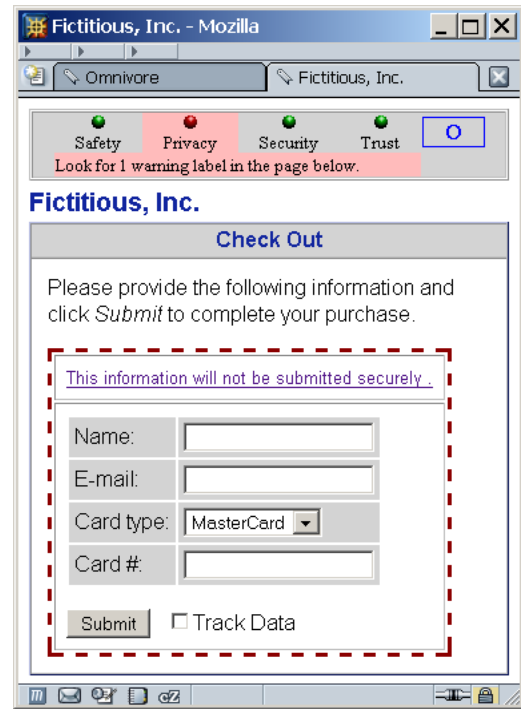 Fictitious, Inc. - Mozilla
Omnivore
Fictitious, Inc.
Safety Privacy Security Trust O
Look for 1 warning label in the page below.
Fictitious, Inc.
Check Out
Please provide the following information and
click Submit to complete your purchase.
This information will not be submitted securely .
Name:
E-mail:
Card type: MasterCard
Card #:
Submit Track Data